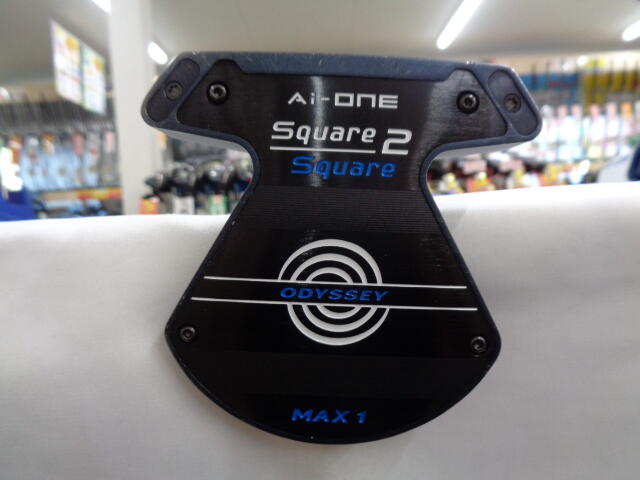 Ai-ONE
Square 2
Square
ODYSSEY
MAX 1